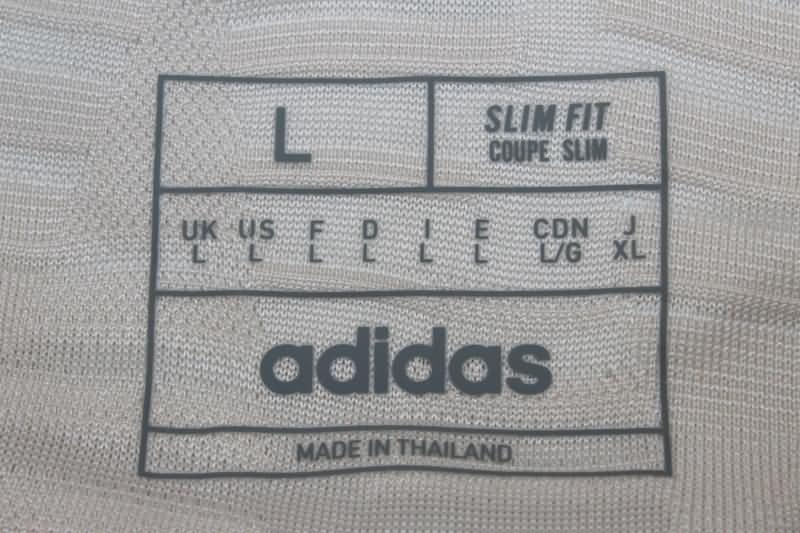 L
SLIM FIT
COUPE SLIM
UK US F D I E CDN J
L L L L L L L/G XL
adidas
MADE IN THAILAND